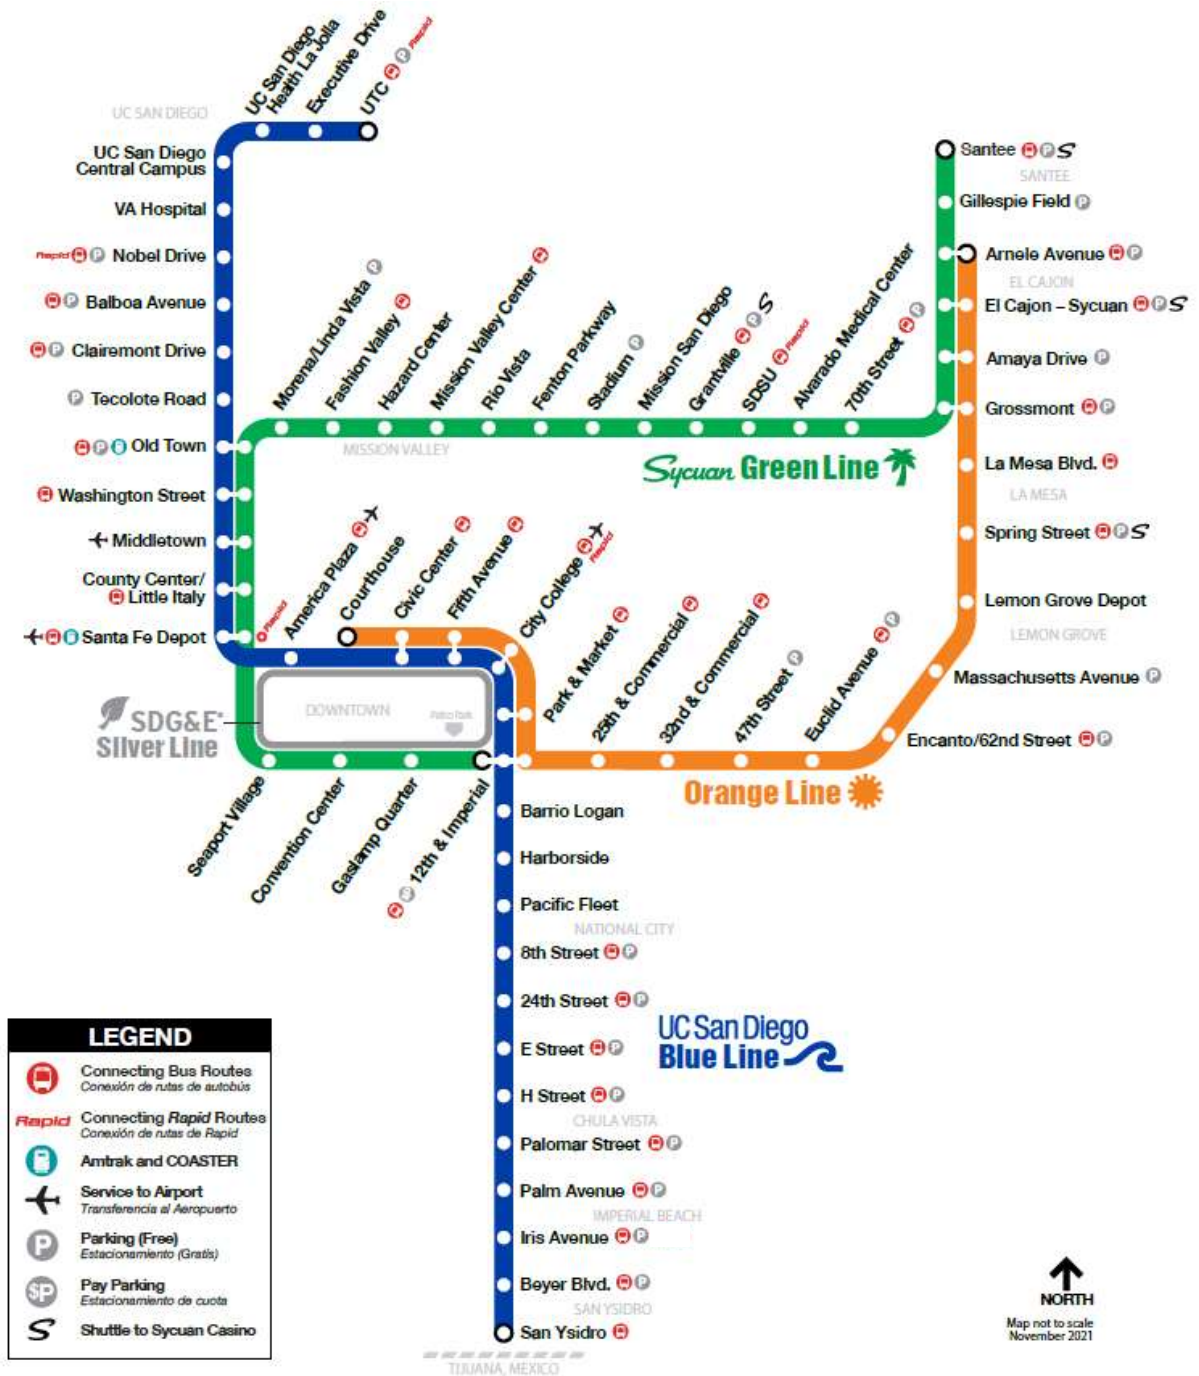 UC San Diego
Health La Jolla
Executive Drive
UTC Rapid
UC SAN DIEGO
UC San Diego
Central Campus
VA Hospital
Rapid Nobel Drive
Balboa Avenue
Clairemont Drive
Tecolote Road
Old Town
Washington Street
Middletown
County Center/
Little Italy
Santa Fe Depot
Rapid
Morena/Linda Vista
Fashion Valley
Hazard Center
Mission Valley Center
Rio Vista
Fenton Parkway
Stadium
Mission San Diego
Grantville
SDSU Rapid
Alvarado Medical Center
70th Street
MISSION VALLEY
Sycuan Green Line
Santee
SANTEE
Gillespie Field
Arnele Avenue
EL CAJON
El Cajon – Sycuan
Amaya Drive
Grossmont
La Mesa Blvd.
LA MESA
Spring Street
Lemon Grove Depot
LEMON GROVE
Massachusetts Avenue
Encanto/62nd Street
America Plaza
Courthouse
Civic Center
Fifth Avenue
City College
Rapid
Park & Market
25th & Commercial
32nd & Commercial
47th Street
Euclid Avenue
Orange Line
SDG&E
Silver Line
DOWNTOWN
Petco Park
Seaport Village
Convention Center
Gaslamp Quarter
12th & Imperial
Barrio Logan
Harborside
Pacific Fleet
NATIONAL CITY
8th Street
24th Street
E Street
H Street
CHULA VISTA
Palomar Street
Palm Avenue
IMPERIAL BEACH
Iris Avenue
Beyer Blvd.
SAN YSIDRO
San Ysidro
TIJUANA, MEXICO
UC San Diego
Blue Line
LEGEND
Connecting Bus Routes
Conexión de rutas de autobús
Rapid Connecting Rapid Routes
Conexión de rutas de Rapid
Amtrak and COASTER
Service to Airport
Transferencia al Aeropuerto
P Parking (Free)
Estacionamiento (Gratis)
$P Pay Parking
Estacionamiento de cuota
S Shuttle to Sycuan Casino
NORTH
Map not to scale
November 2021